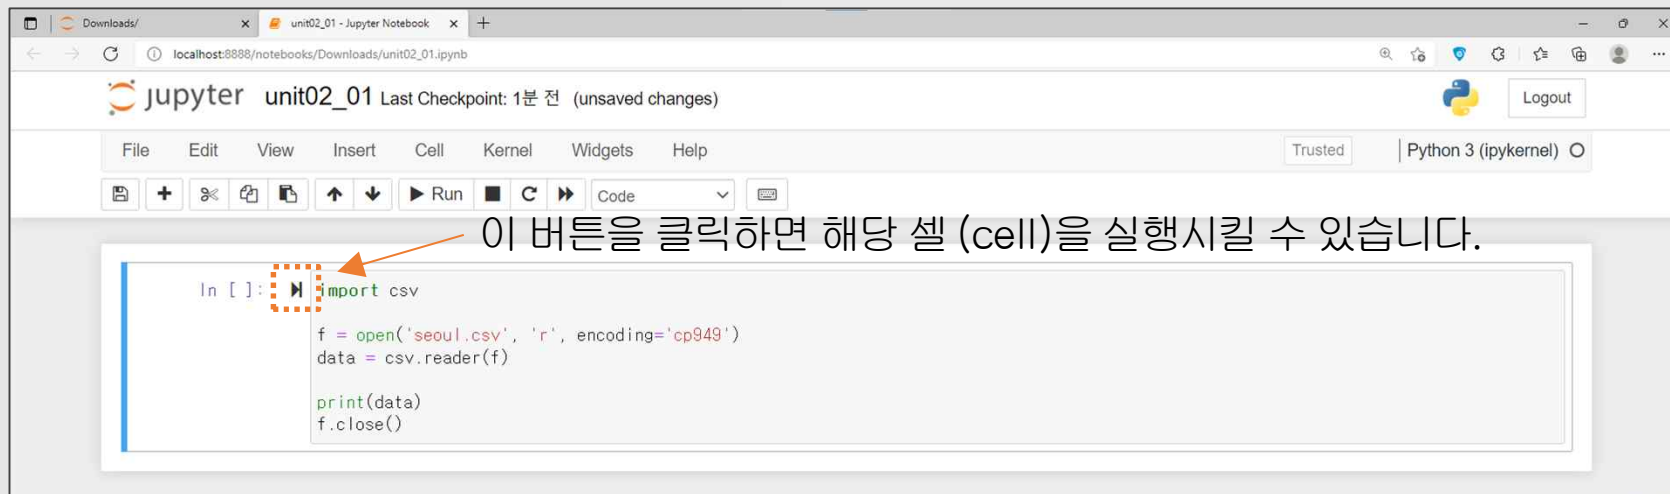 Downloads/
unit02_01 - Jupyter Notebook
localhost:8888/notebooks/Downloads/unit02_01.ipynb
jupyter unit02_01 Last Checkpoint: 1분 전 (unsaved changes)
Logout
File Edit View Insert Cell Kernel Widgets Help
Trusted
Python 3 (ipykernel)
Run
Code
이 버튼을 클릭하면 해당 셀 (cell)을 실행시킬 수 있습니다.
In [ ]:
import csv
f = open('seoul.csv', 'r', encoding='cp949')
data = csv.reader(f)
print(data)
f.close()